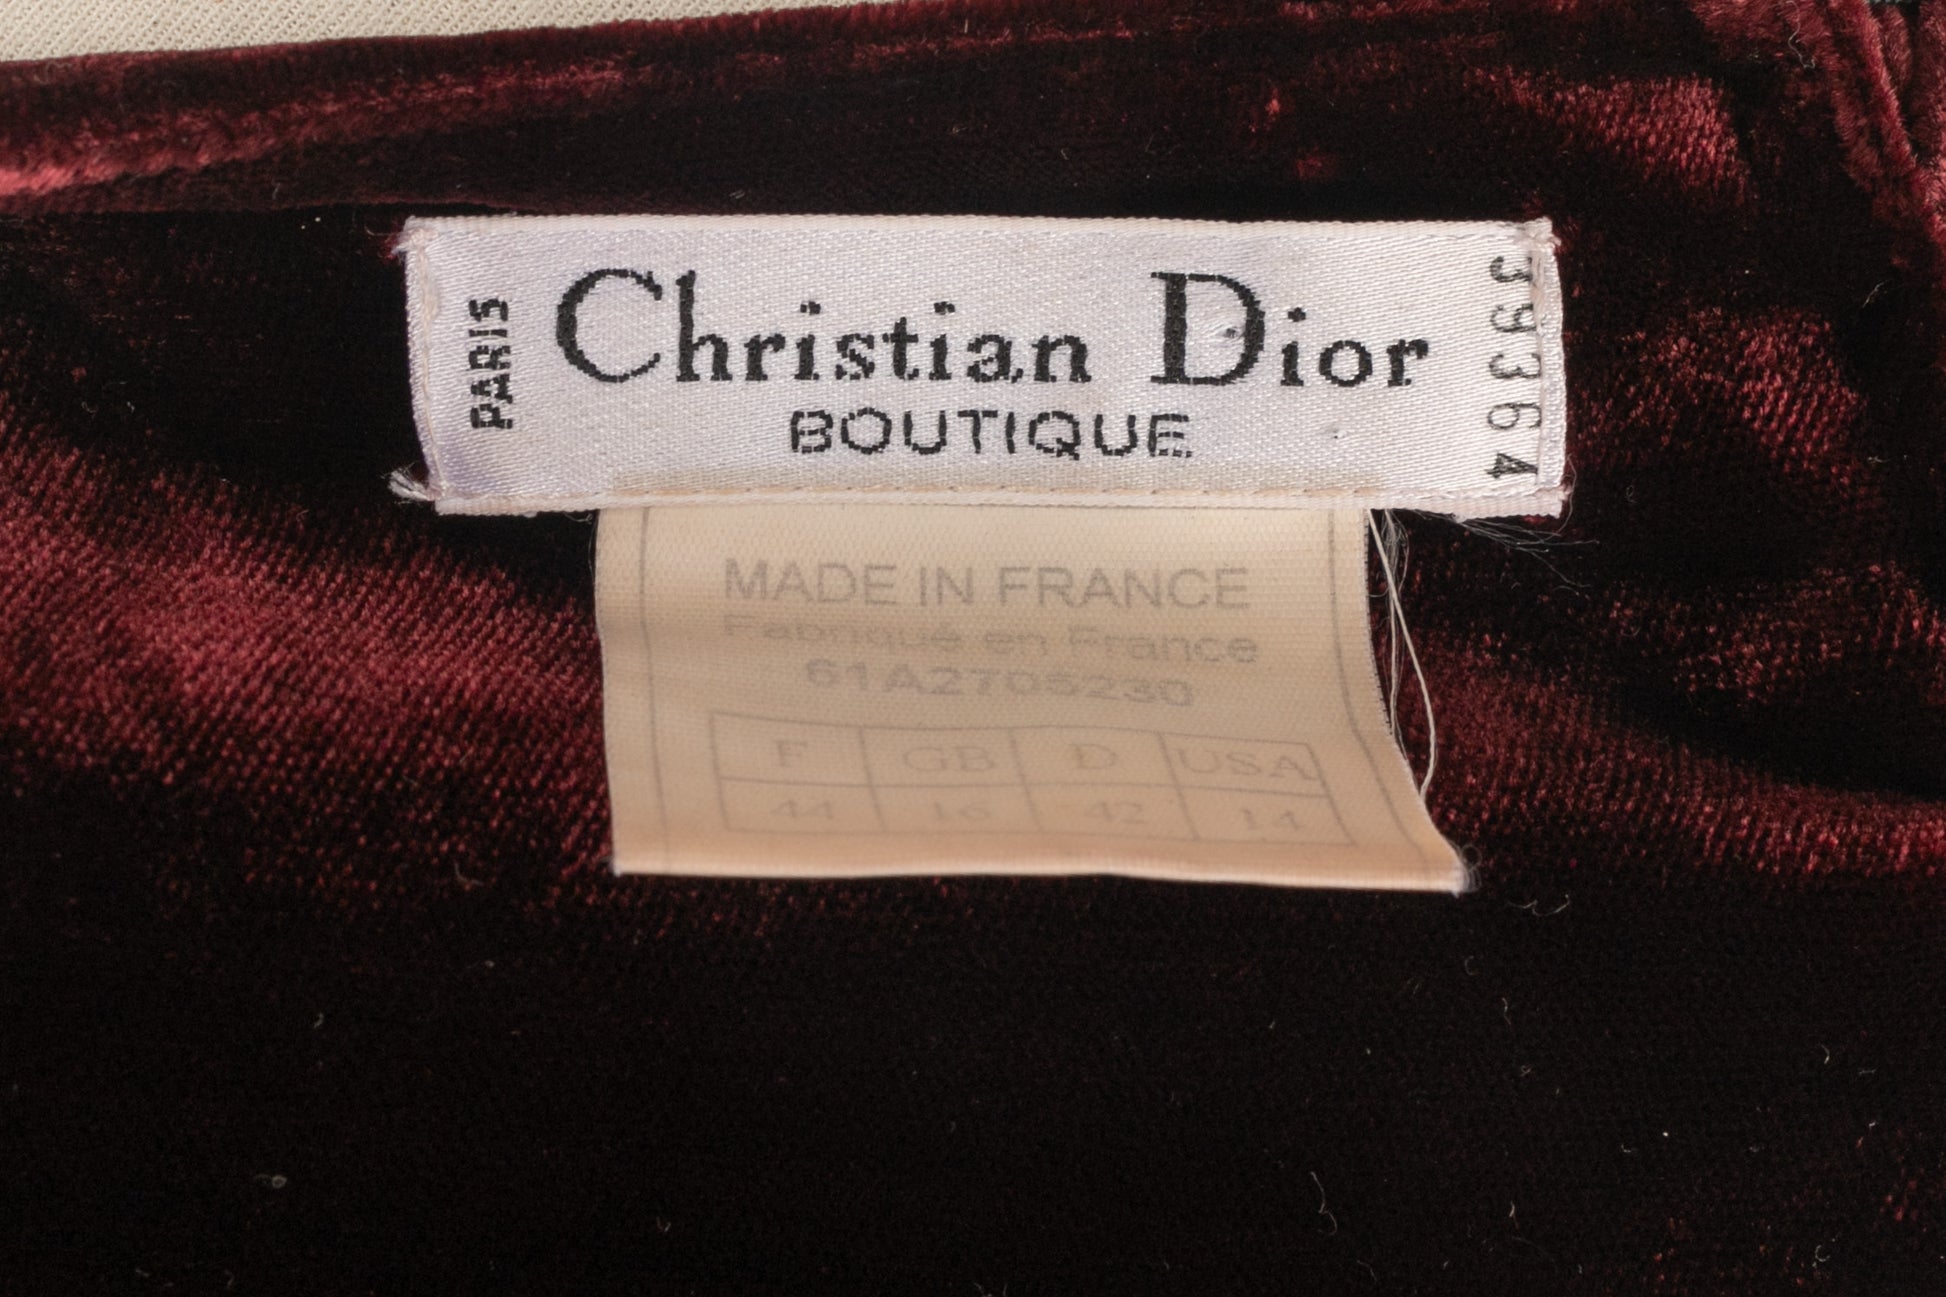 PARIS
Christian Dior
BOUTIQUE
39364
MADE IN FRANCE
Fabriqué en France
61A2705230
F GB D USA
44 16 42 14